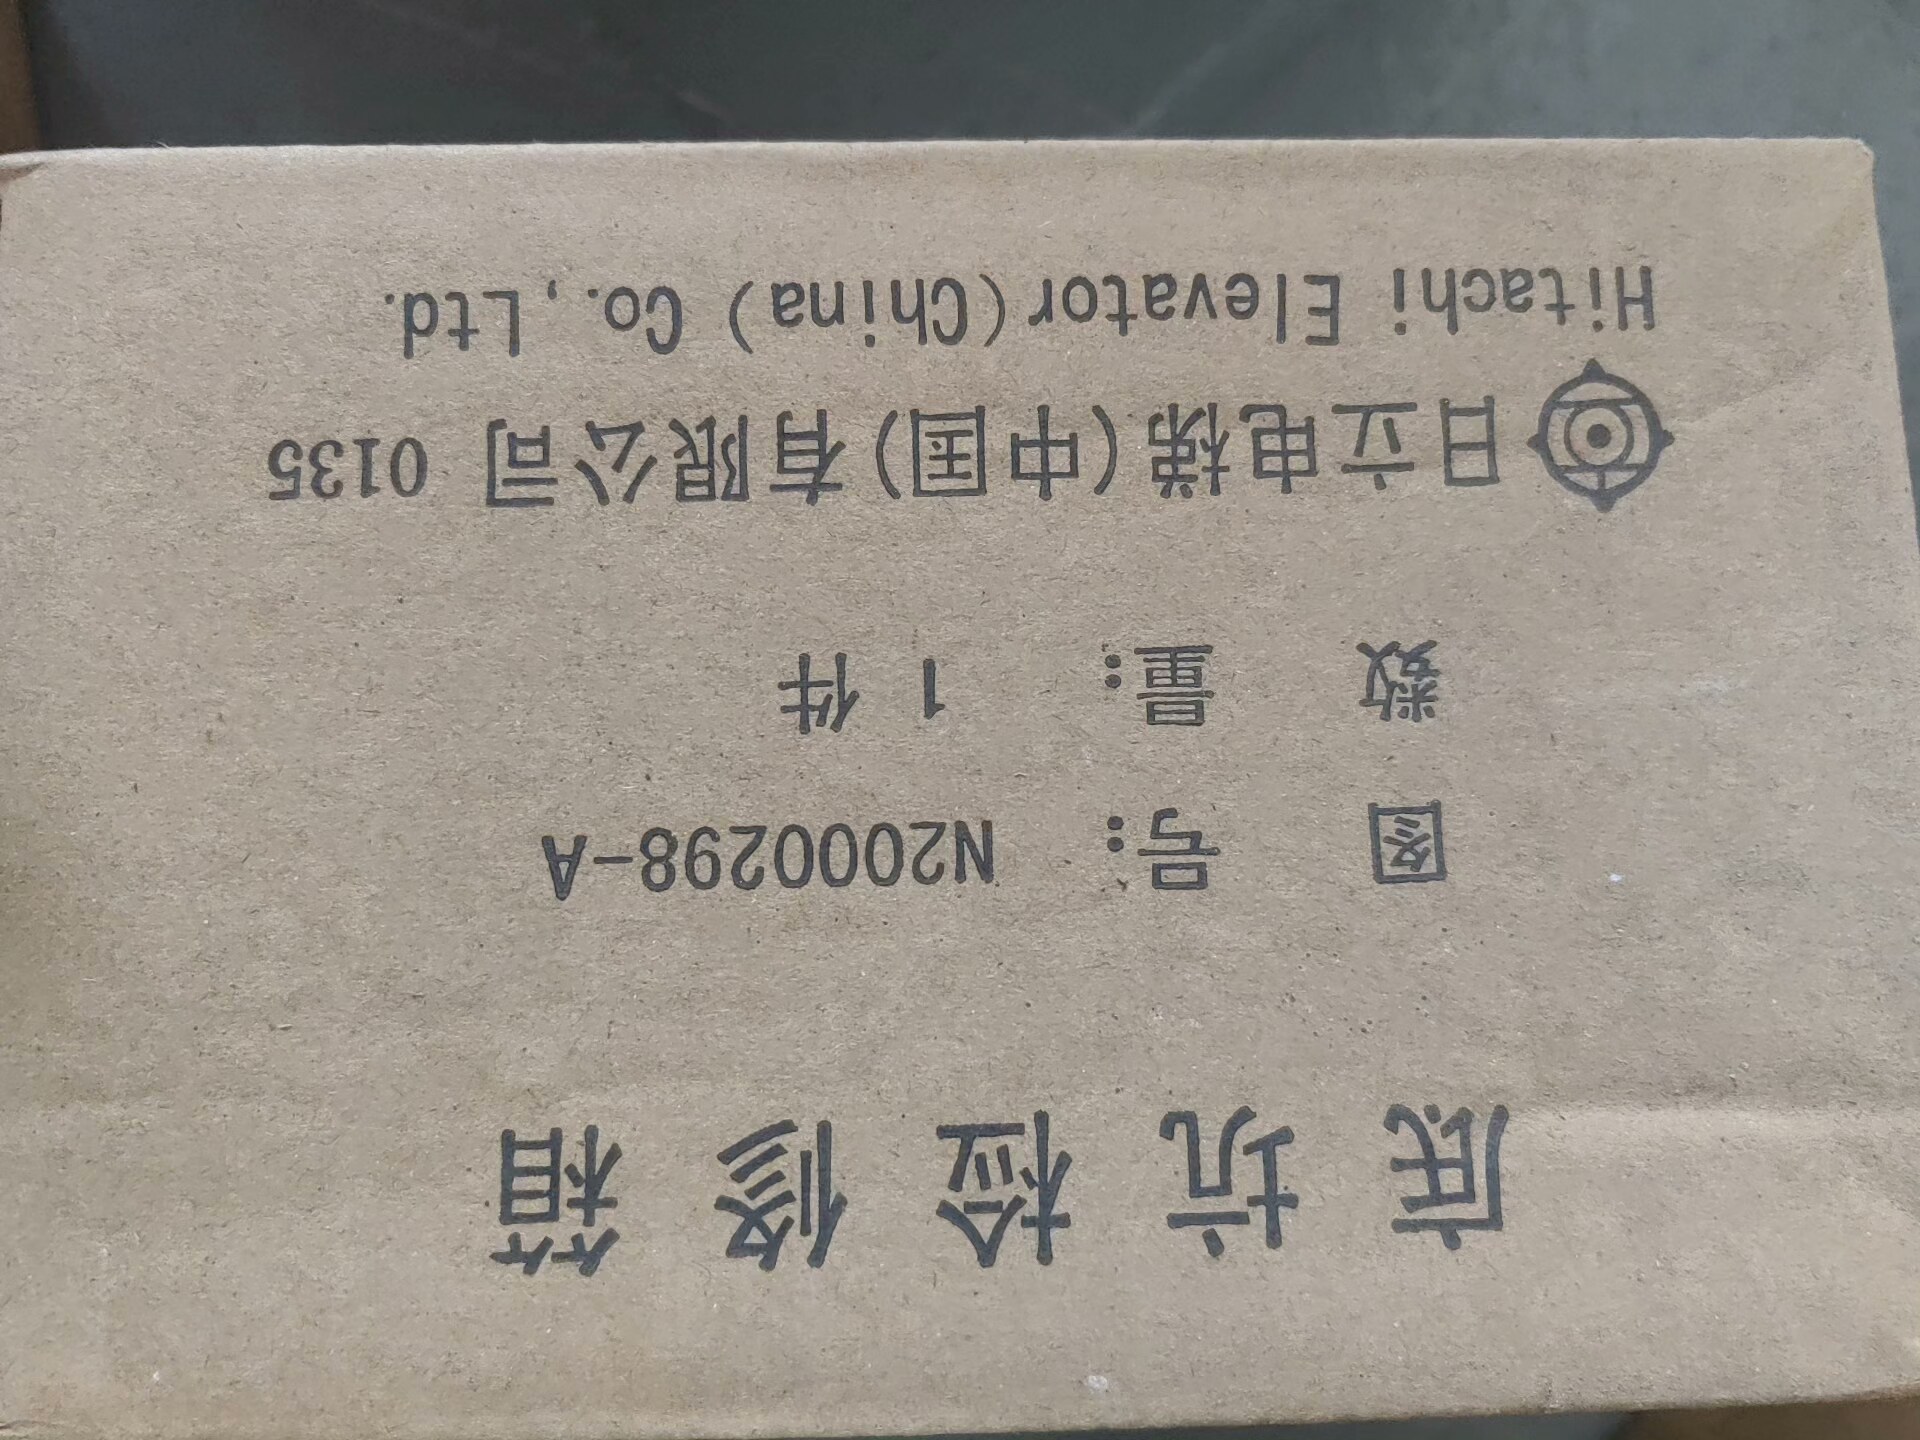 底坑检修箱
图号: N2000298-A
数量: 1件
日立电梯(中国)有限公司 0135
Hitachi Elevator(China) Co.,Ltd.